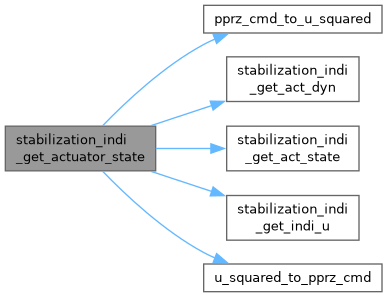 pprz_cmd_to_u_squared
stabilization_indi
_get_act_dyn
stabilization_indi
_get_actuator_state
stabilization_indi
_get_act_state
stabilization_indi
_get_indi_u
u_squared_to_pprz_cmd